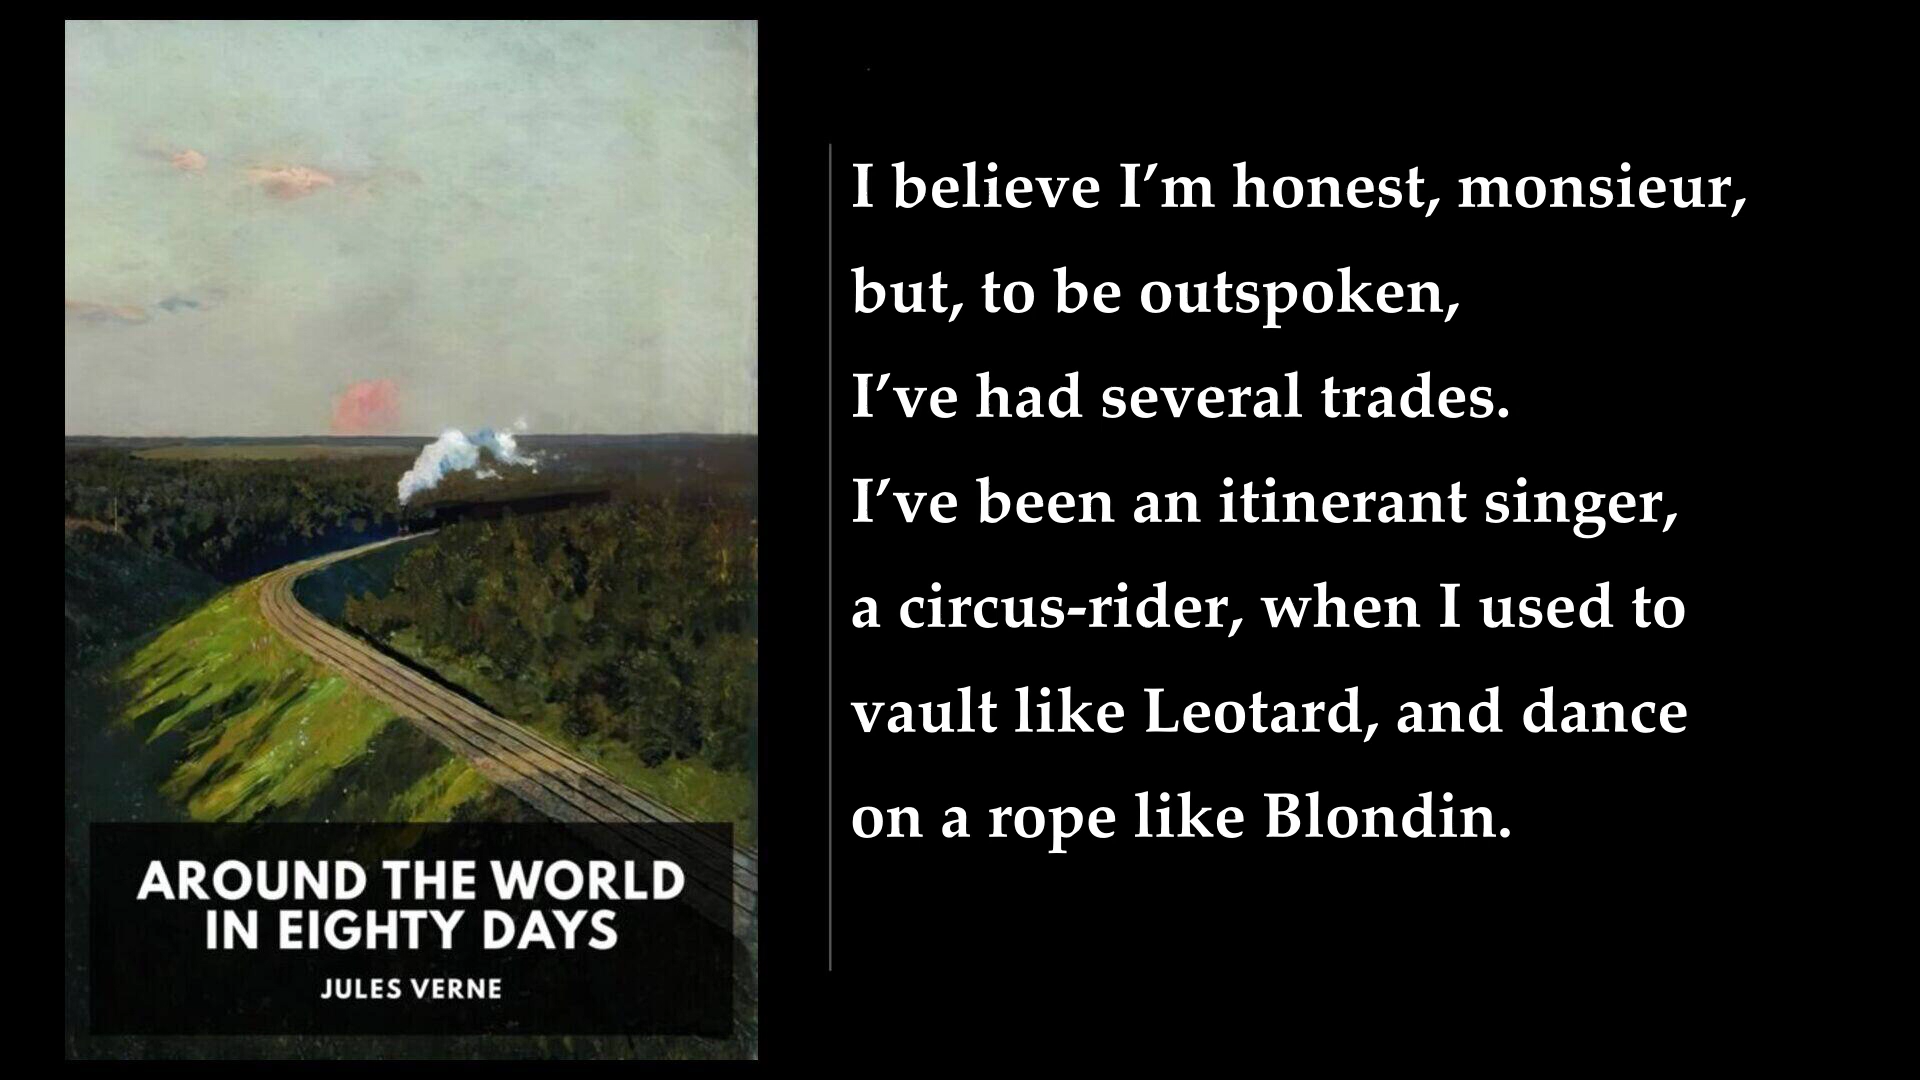 I believe I’m honest, monsieur,
but, to be outspoken,
I’ve had several trades.
I’ve been an itinerant singer,
a circus-rider, when I used to
vault like Leotard, and dance
on a rope like Blondin.
AROUND THE WORLD
IN EIGHTY DAYS
JULES VERNE